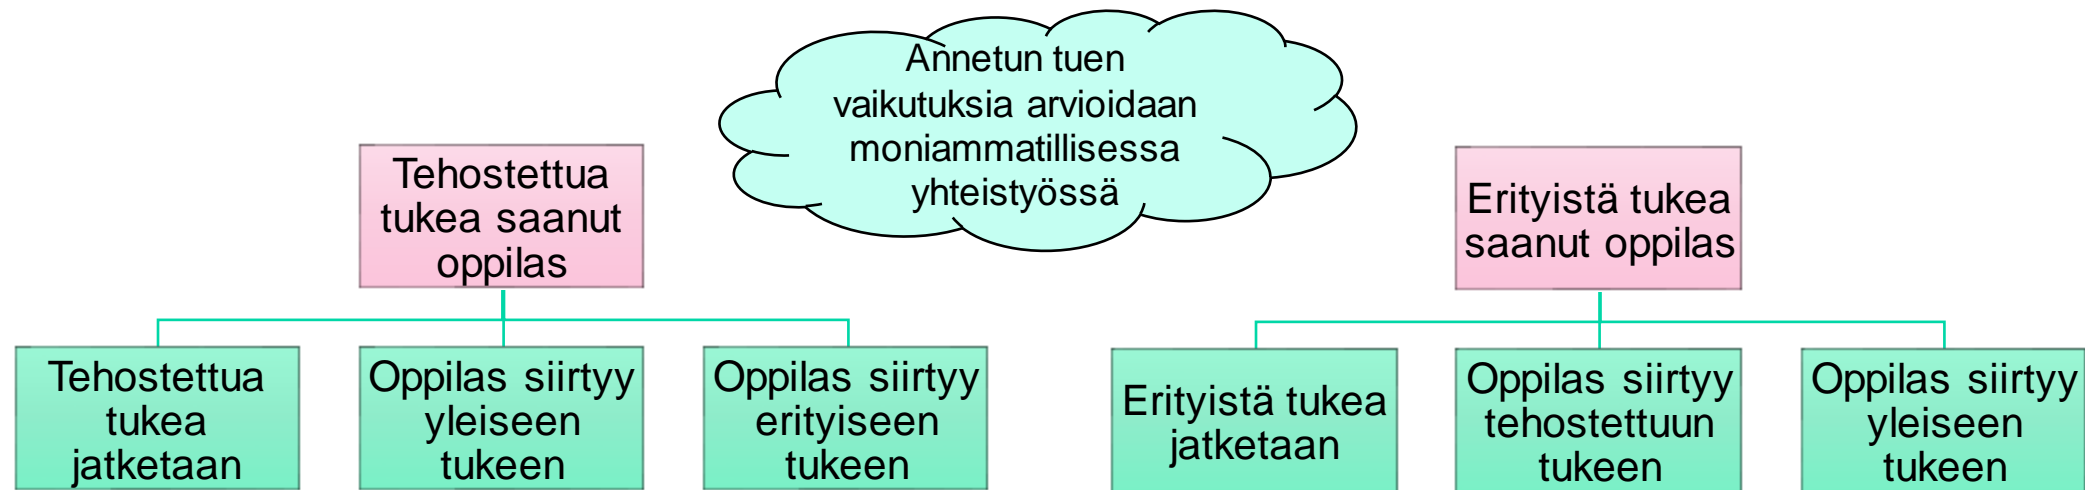 Annetun tuen
vaikutuksia arvioidaan
moniammatillisessa
yhteistyössä
Tehostettua
tukea saanut
oppilas
Erityistä tukea
saanut oppilas
Tehostettua
tukea
jatketaan
Oppilas siirtyy
yleiseen
tukeen
Oppilas siirtyy
erityiseen
tukeen
Erityistä tukea
jatketaan
Oppilas siirtyy
tehostettuun
tukeen
Oppilas siirtyy
yleiseen
tukeen